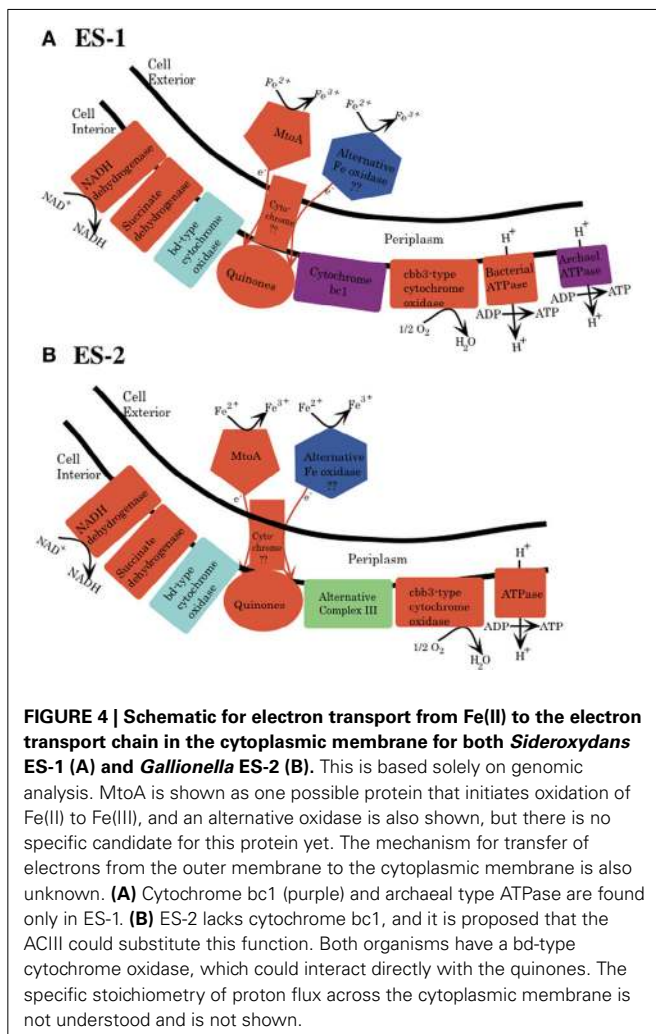 A ES-1
Cell
Exterior
Cell
Interior
Fe2+
Fe3+
MtoA
Fe2+
Fe3+
Alternative
Fe oxidase
??
e-
e-
NADH
dehydrogenase
NAD+
NADH
Succinate
dehydrogenase
bd-type
cytochrome
oxidase
Cyto-
chrome
??
Quinones
Periplasm
Cytochrome
bc1
cbb3-type
cytochrome
oxidase
1/2 O2
H2O
H+
Bacterial
ATPase
ADP
ATP
H+
H+
Archael
ATPase
ADP
ATP
H+
B ES-2
Cell
Exterior
Cell
Interior
Fe2+
Fe3+
MtoA
Fe2+
Fe3+
Alternative
Fe oxidase
??
e-
e-
NADH
dehydrogenase
NAD+
NADH
Succinate
dehydrogenase
bd-type
cytochrome
oxidase
Cyto-
chrome
??
Quinones
Periplasm
Alternative
Complex III
cbb3-type
cytochrome
oxidase
1/2 O2
H2O
H+
ATPase
ADP
ATP
H+
FIGURE 4 | Schematic for electron transport from Fe(II) to the electron
transport chain in the cytoplasmic membrane for both Sideroxydans
ES-1 (A) and Gallionella ES-2 (B). This is based solely on genomic
analysis. MtoA is shown as one possible protein that initiates oxidation of
Fe(II) to Fe(III), and an alternative oxidase is also shown, but there is no
specific candidate for this protein yet. The mechanism for transfer of
electrons from the outer membrane to the cytoplasmic membrane is also
unknown. (A) Cytochrome bc1 (purple) and archaeal type ATPase are found
only in ES-1. (B) ES-2 lacks cytochrome bc1, and it is proposed that the
ACIII could substitute this function. Both organisms have a bd-type
cytochrome oxidase, which could interact directly with the quinones. The
specific stoichiometry of proton flux across the cytoplasmic membrane is
not understood and is not shown.